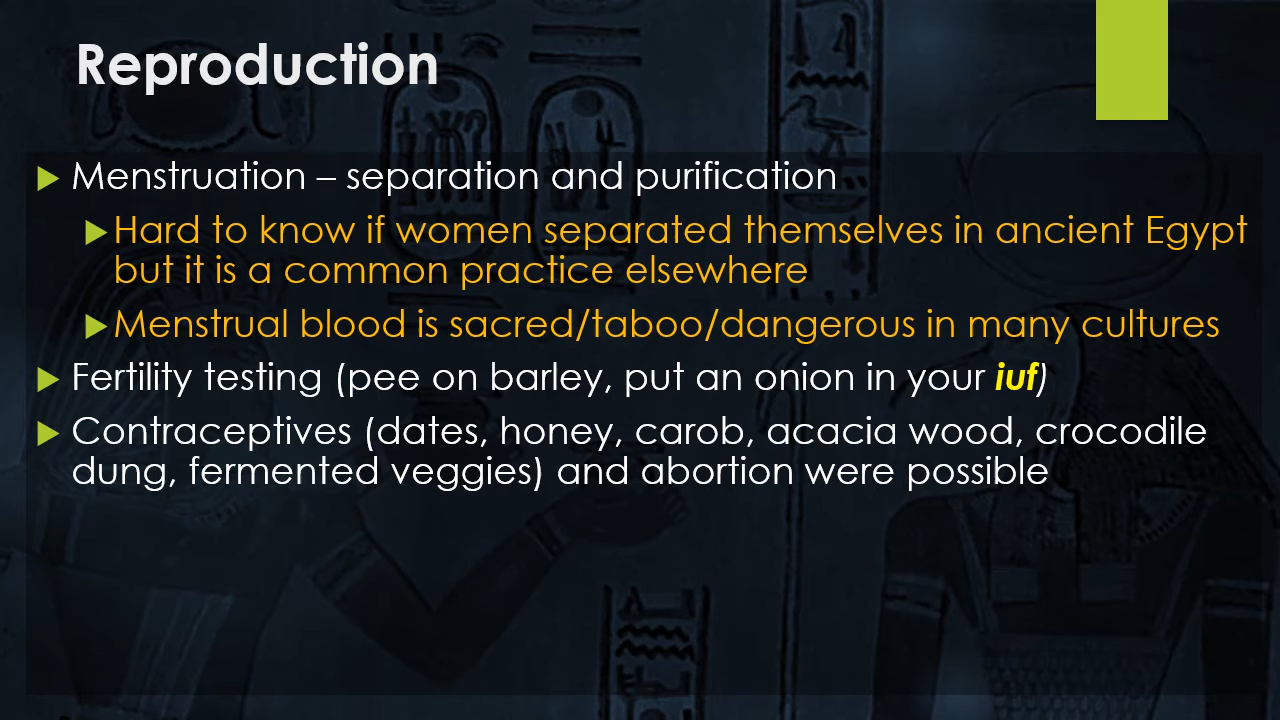 Reproduction
Menstruation – separation and purification
Hard to know if women separated themselves in ancient Egypt
but it is a common practice elsewhere
Menstrual blood is sacred/taboo/dangerous in many cultures
Fertility testing (pee on barley, put an onion in your iuf)
Contraceptives (dates, honey, carob, acacia wood, crocodile
dung, fermented veggies) and abortion were possible